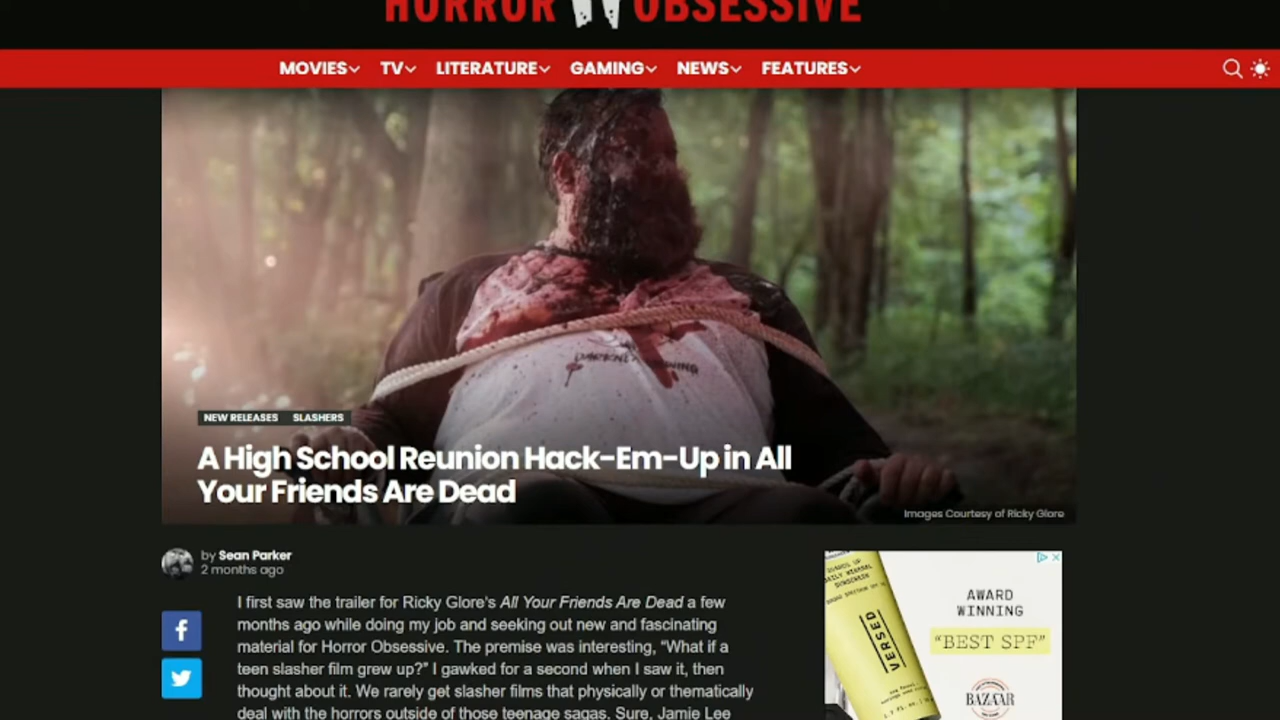 HORROR OBSESSIVE
MOVIES TV LITERATURE GAMING NEWS FEATURES
NEW RELEASES SLASHERS
A High School Reunion Hack-Em-Up in All
Your Friends Are Dead
Images Courtesy of Ricky Glore
by Sean Parker
2 months ago
I first saw the trailer for Ricky Glore's All Your Friends Are Dead a few
months ago while doing my job and seeking out new and fascinating
material for Horror Obsessive. The premise was interesting, “What if a
teen slasher film grew up?” I gawked for a second when I saw it, then
thought about it. We rarely get slasher films that physically or thematically
deal with the horrors outside of those teenage sagas. Sure, Jamie Lee
VERSED
AWARD
WINNING
“BEST SPF”
BAZAAR